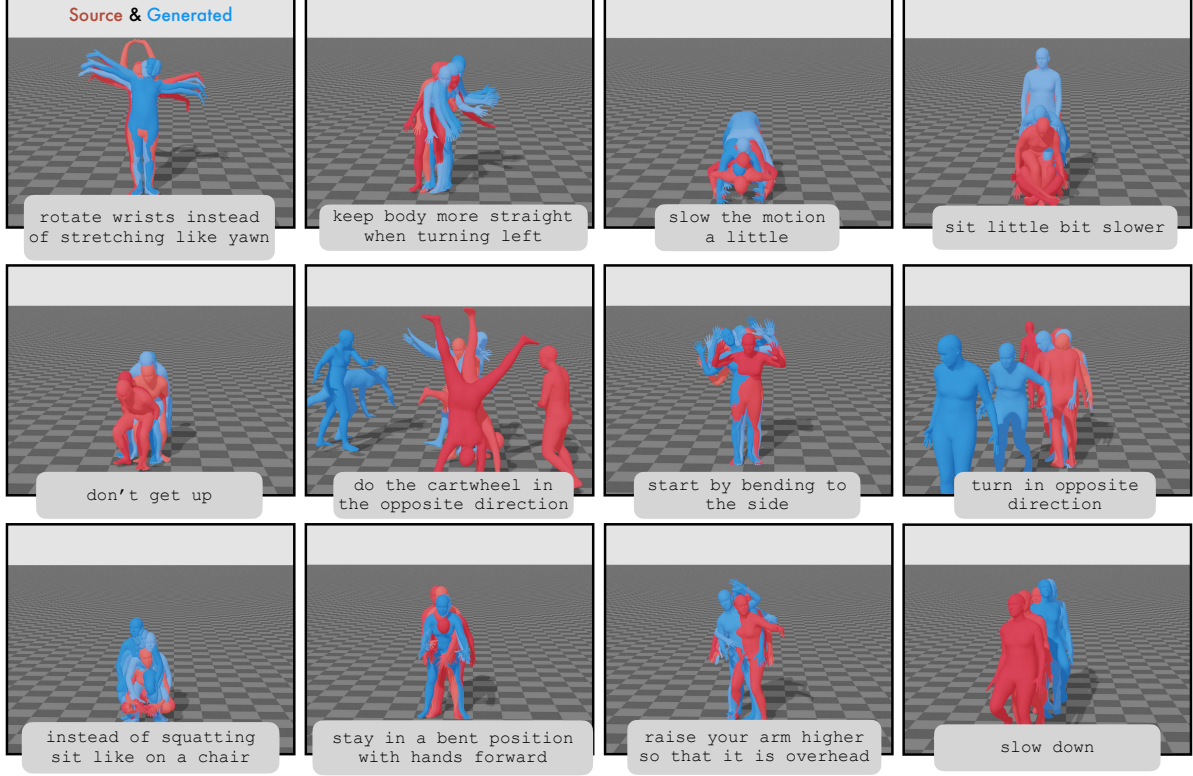 Source & Generated
rotate wrists instead
of stretching like yawn
keep body more straight
when turning left
slow the motion
a little
sit little bit slower
don't get up
do the cartwheel in
the opposite direction
start by bending to
the side
turn in opposite
direction
instead of squatting
sit like on a chair
stay in a bent position
with hands forward
raise your arm higher
so that it is overhead
slow down